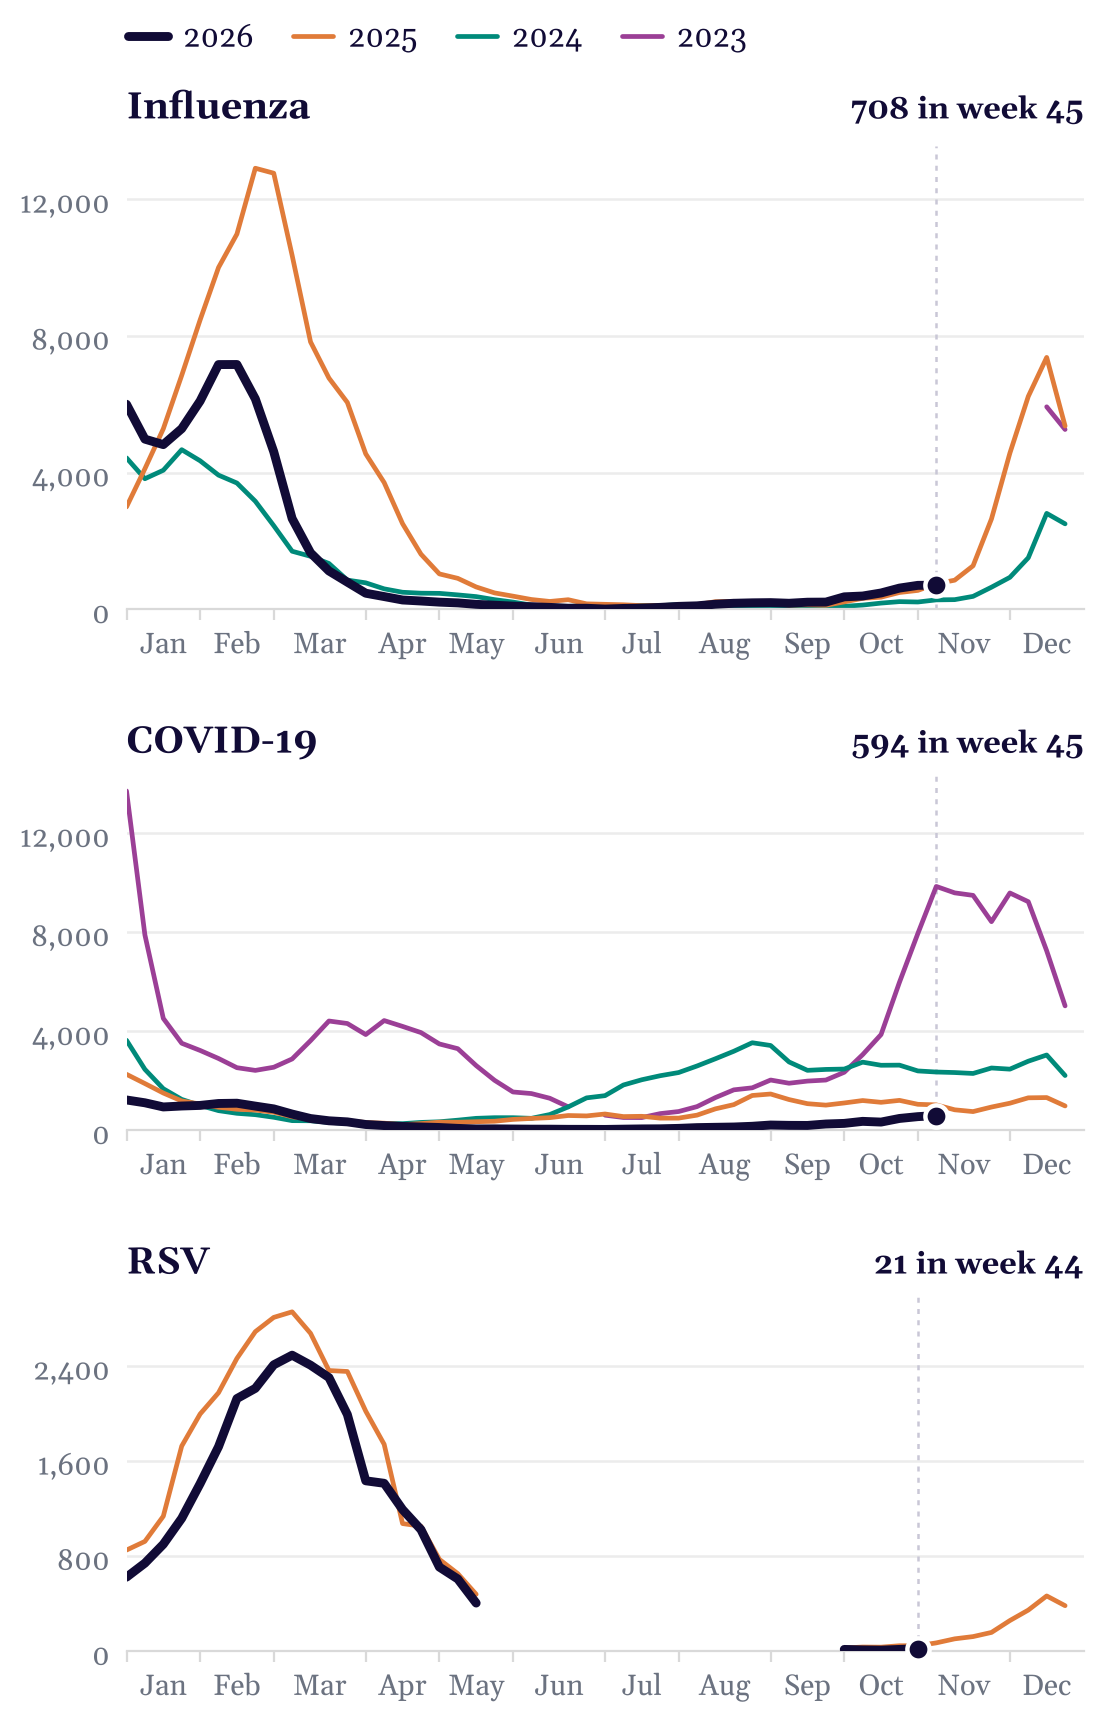 2026 2025 2024 2023
Influenza 708 in week 45
12,000
8,000
4,000
0
Jan Feb Mar Apr May Jun Jul Aug Sep Oct Nov Dec
COVID-19 594 in week 45
12,000
8,000
4,000
0
Jan Feb Mar Apr May Jun Jul Aug Sep Oct Nov Dec
RSV 21 in week 44
2,400
1,600
800
0
Jan Feb Mar Apr May Jun Jul Aug Sep Oct Nov Dec